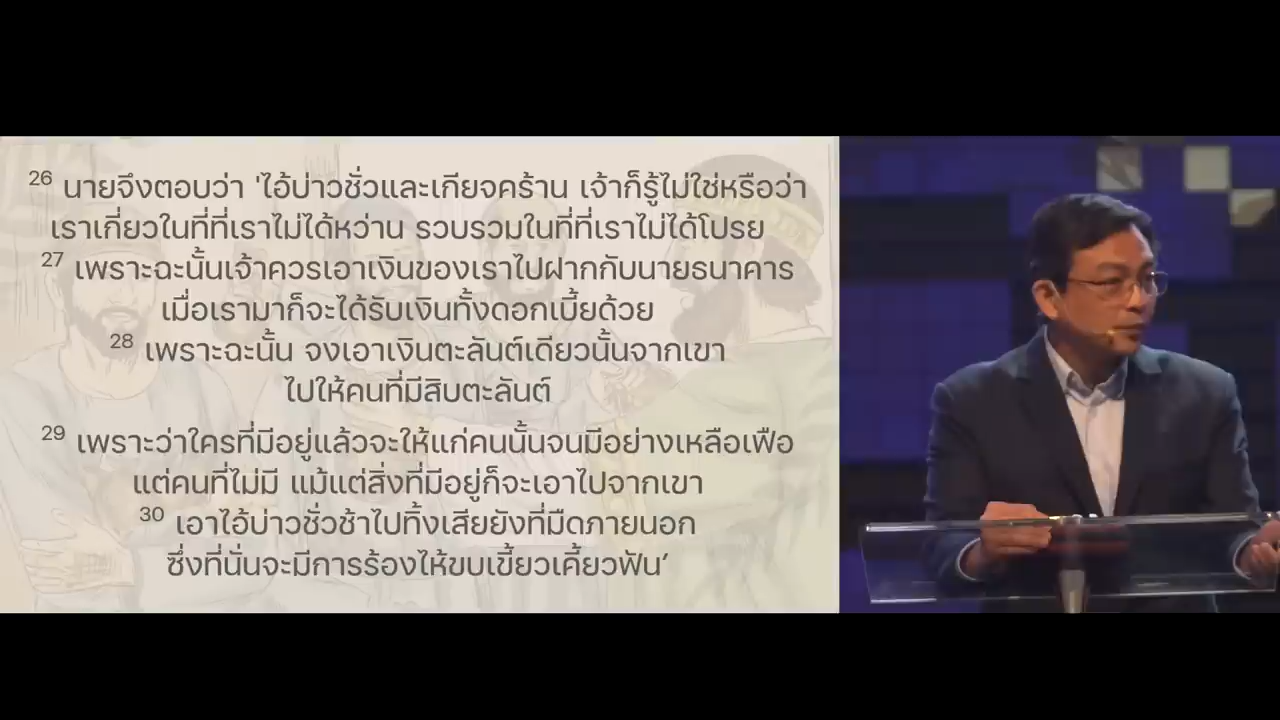 26 นายจึงตอบว่า 'ไอ้บ่าวชั่วและเกียจคร้าน เจ้าก็รู้ไม่ใช่หรือว่า
เราเกี่ยวในที่ที่เราไม่ได้หว่าน รวบรวมในที่ที่เราไม่ได้โปรย
27 เพราะฉะนั้นเจ้าควรเอาเงินของเราไปฝากกับนายธนาคาร
เมื่อเรามาก็จะได้รับเงินทั้งดอกเบี้ยด้วย
28 เพราะฉะนั้น จงเอาเงินตะลันต์เดียวนั้นจากเขา
ไปให้คนที่มีสิบตะลันต์
29 เพราะว่าใครที่มีอยู่แล้วจะให้แก่คนนั้นจนมีอย่างเหลือเฟือ
แต่คนที่ไม่มี แม้แต่สิ่งที่มีอยู่ก็จะเอาไปจากเขา
30 เอาไอ้บ่าวชั่วช้าไปทิ้งเสียยังที่มืดภายนอก
ซึ่งที่นั่นจะมีการร้องไห้ขบเขี้ยวเคี้ยวฟัน’